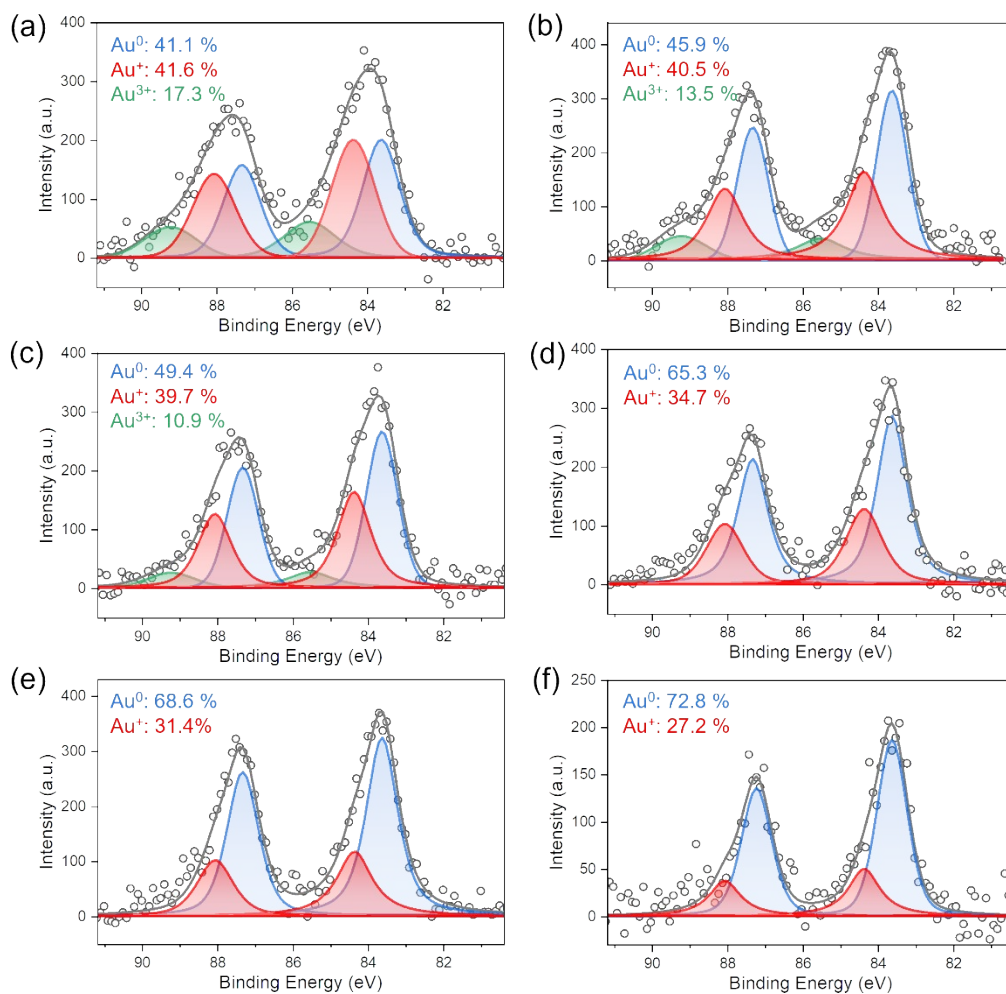 (a)
Au⁰: 41.1 %
Au⁺: 41.6 %
Au³⁺: 17.3 %
400
300
200
100
0
Intensity (a.u.)
90 88 86 84 82
Binding Energy (eV)
(b)
Au⁰: 45.9 %
Au⁺: 40.5 %
Au³⁺: 13.5 %
400
300
200
100
0
Intensity (a.u.)
90 88 86 84 82
Binding Energy (eV)
(c)
Au⁰: 49.4 %
Au⁺: 39.7 %
Au³⁺: 10.9 %
400
300
200
100
0
Intensity (a.u.)
90 88 86 84 82
Binding Energy (eV)
(d)
Au⁰: 65.3 %
Au⁺: 34.7 %
400
300
200
100
0
Intensity (a.u.)
90 88 86 84 82
Binding Energy (eV)
(e)
Au⁰: 68.6 %
Au⁺: 31.4%
400
300
200
100
0
Intensity (a.u.)
90 88 86 84 82
Binding Energy (eV)
(f)
Au⁰: 72.8 %
Au⁺: 27.2 %
250
200
150
100
50
0
Intensity (a.u.)
90 88 86 84 82
Binding Energy (eV)